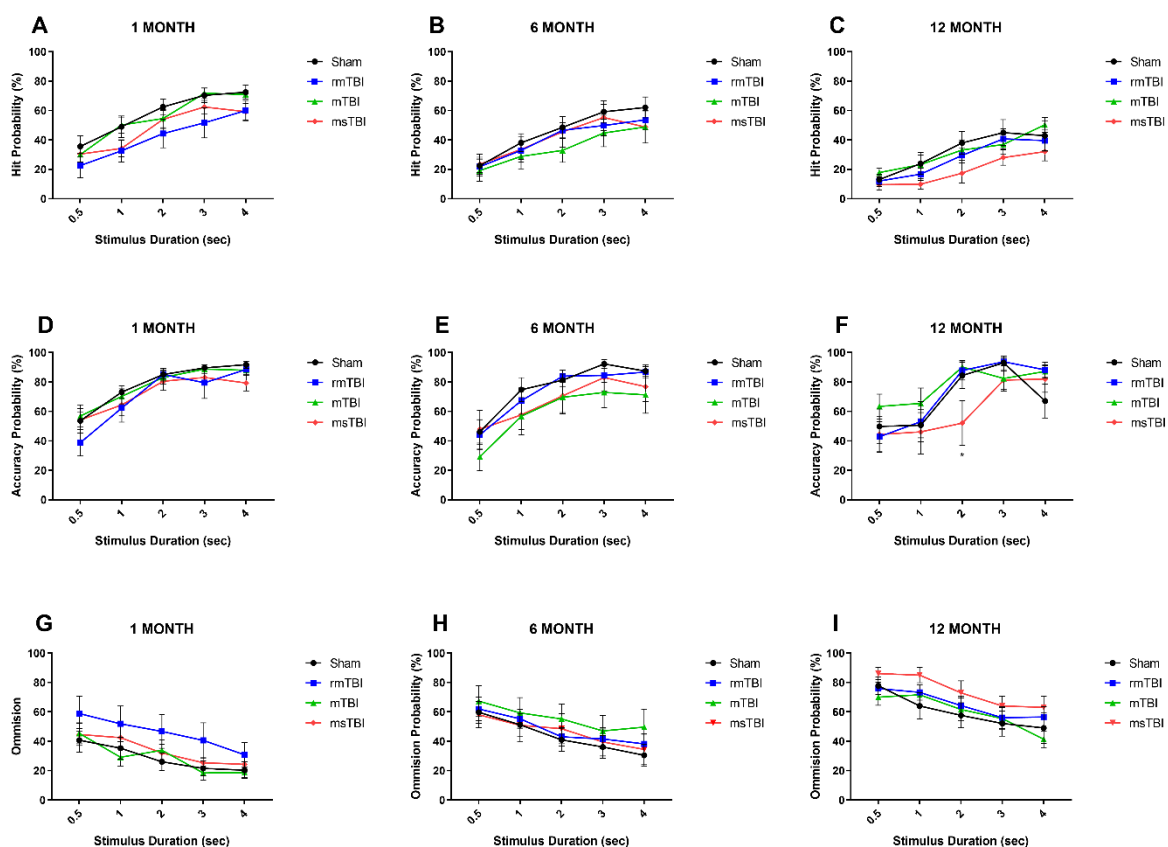 A
1 MONTH
Hit Probability (%)
100
80
60
40
20
0
0.5
1
2
3
4
Stimulus Duration (sec)
Sham
rmTBI
mTBI
msTBI
B
6 MONTH
Hit Probability (%)
100
80
60
40
20
0
0.5
1
2
3
4
Stimulus Duration (sec)
Sham
rmTBI
mTBI
msTBI
C
12 MONTH
Hit Probability (%)
100
80
60
40
20
0
0.5
1
2
3
4
Stimulus Duration (sec)
Sham
rmTBI
mTBI
msTBI
D
1 MONTH
Accuracy Probability (%)
100
80
60
40
20
0
0.5
1
2
3
4
Stimulus Duration (sec)
Sham
rmTBI
mTBI
msTBI
E
6 MONTH
Accuracy Probability (%)
100
80
60
40
20
0
0.5
1
2
3
4
Stimulus Duration (sec)
Sham
rmTBI
mTBI
msTBI
F
12 MONTH
Accuracy Probability (%)
100
80
60
40
20
0
*
0.5
1
2
3
4
Stimulus Duration (sec)
Sham
rmTBI
mTBI
msTBI
G
1 MONTH
Ommision
100
80
60
40
20
0
0.5
1
2
3
4
Stimulus Duration (sec)
Sham
rmTBI
mTBI
msTBI
H
6 MONTH
Ommision Probability (%)
100
80
60
40
20
0
0.5
1
2
3
4
Stimulus Duration (sec)
Sham
rmTBI
mTBI
msTBI
I
12 MONTH
Ommision Probability (%)
100
80
60
40
20
0
0.5
1
2
3
4
Stimulus Duration (sec)
Sham
rmTBI
mTBI
msTBI